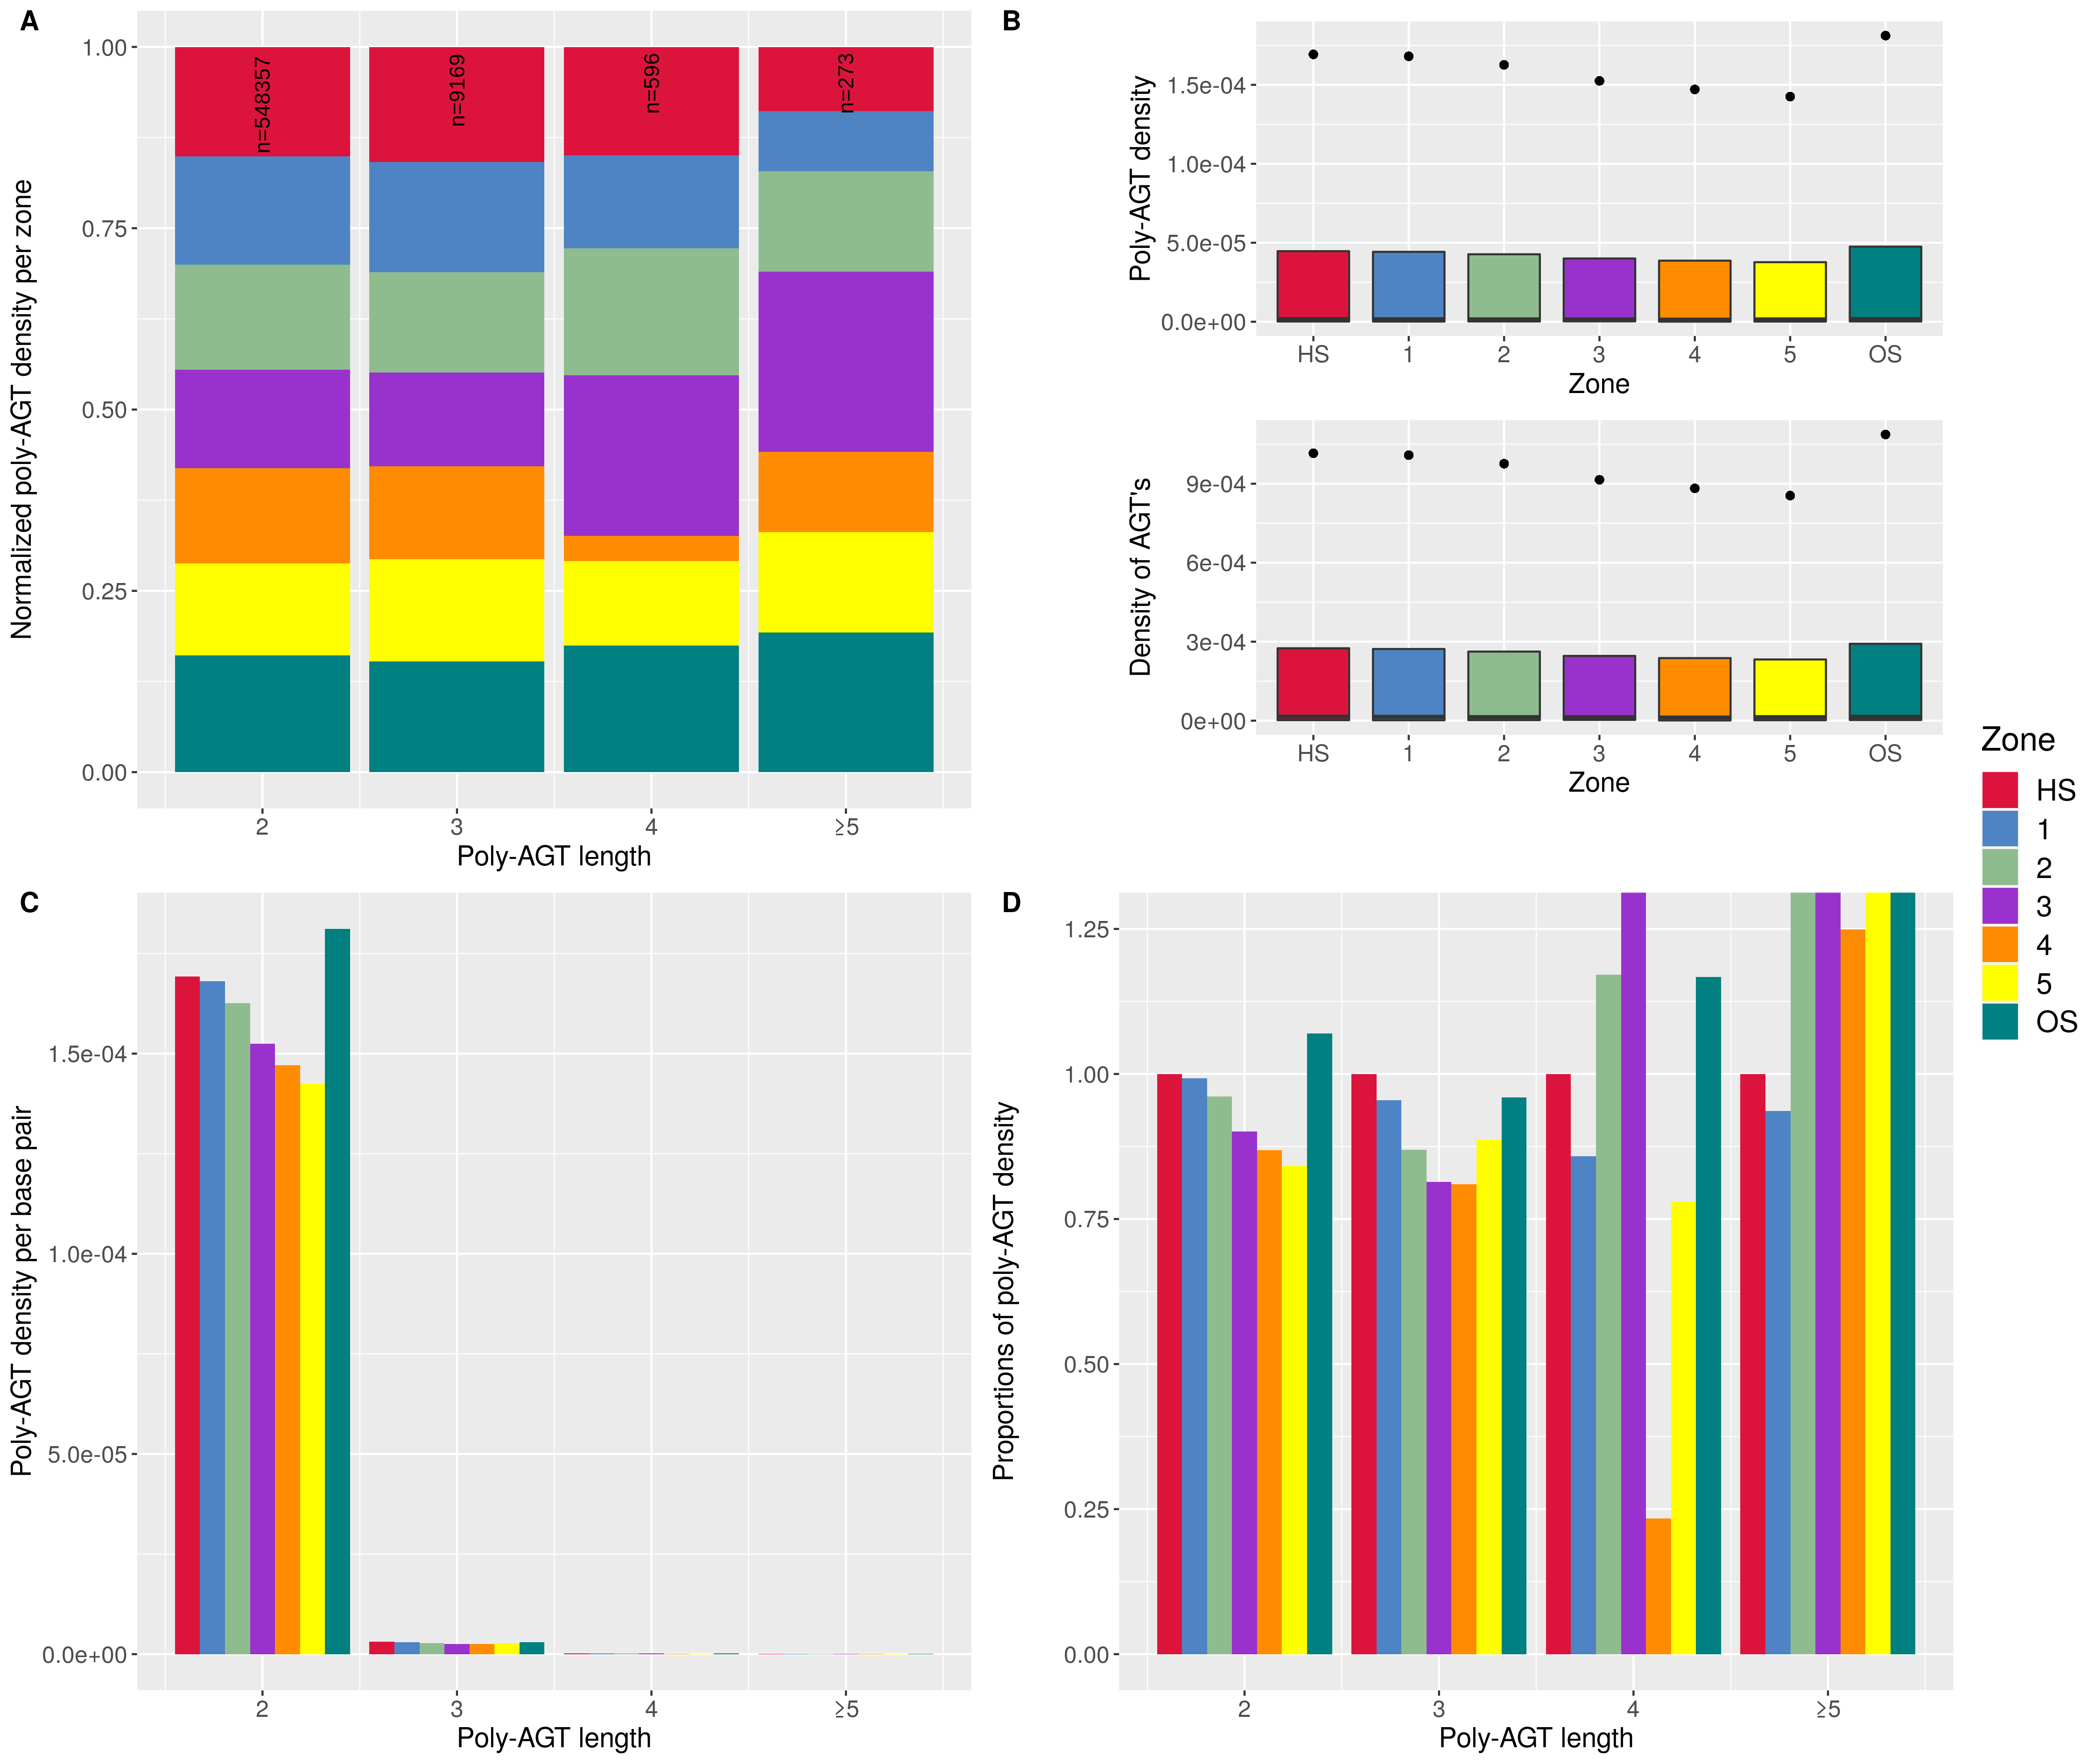 A
Normalized poly-AGT density per zone
1.00
0.75
0.50
0.25
0.00
n=548357
n=9169
n=596
n=273
2
3
4
≥5
Poly-AGT length
B
Poly-AGT density
1.5e-04
1.0e-04
5.0e-05
0.0e+00
HS
1
2
3
4
5
OS
Zone
Density of AGT's
9e-04
6e-04
3e-04
0e+00
HS
1
2
3
4
5
OS
Zone
Zone
HS
1
2
3
4
5
OS
C
Poly-AGT density per base pair
1.5e-04
1.0e-04
5.0e-05
0.0e+00
2
3
4
≥5
Poly-AGT length
D
Proportions of poly-AGT density
1.25
1.00
0.75
0.50
0.25
0.00
2
3
4
≥5
Poly-AGT length